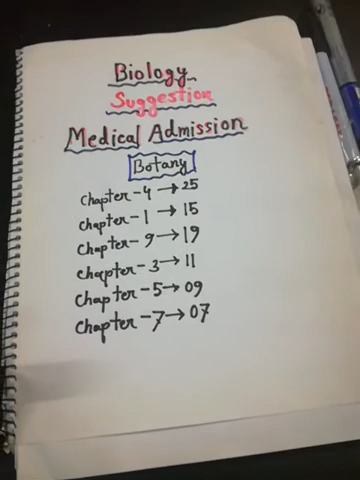 Biology
Suggestion
Medical Admission
Botany
Chapter-4→25
Chapter-1→15
Chapter-9→19
Chapter-3→11
Chapter-5→09
Chapter-7→07